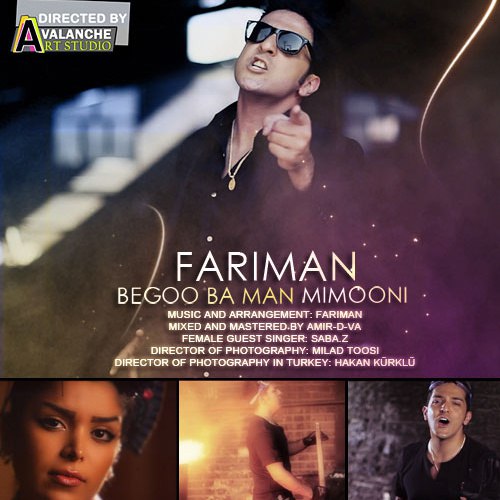 DIRECTED BY
AVALANCHE
ART STUDIO
FARIMAN
BEGOO BA MAN MIMOONI
MUSIC AND ARRANGEMENT: FARIMAN
MIXED AND MASTERED BY AMIR-D-VA
FEMALE GUEST SINGER: SABA.Z
DIRECTOR OF PHOTOGRAPHY: MILAD TOOSI
DIRECTOR OF PHOTOGRAPHY IN TURKEY: HAKAN KÜRKLÜ